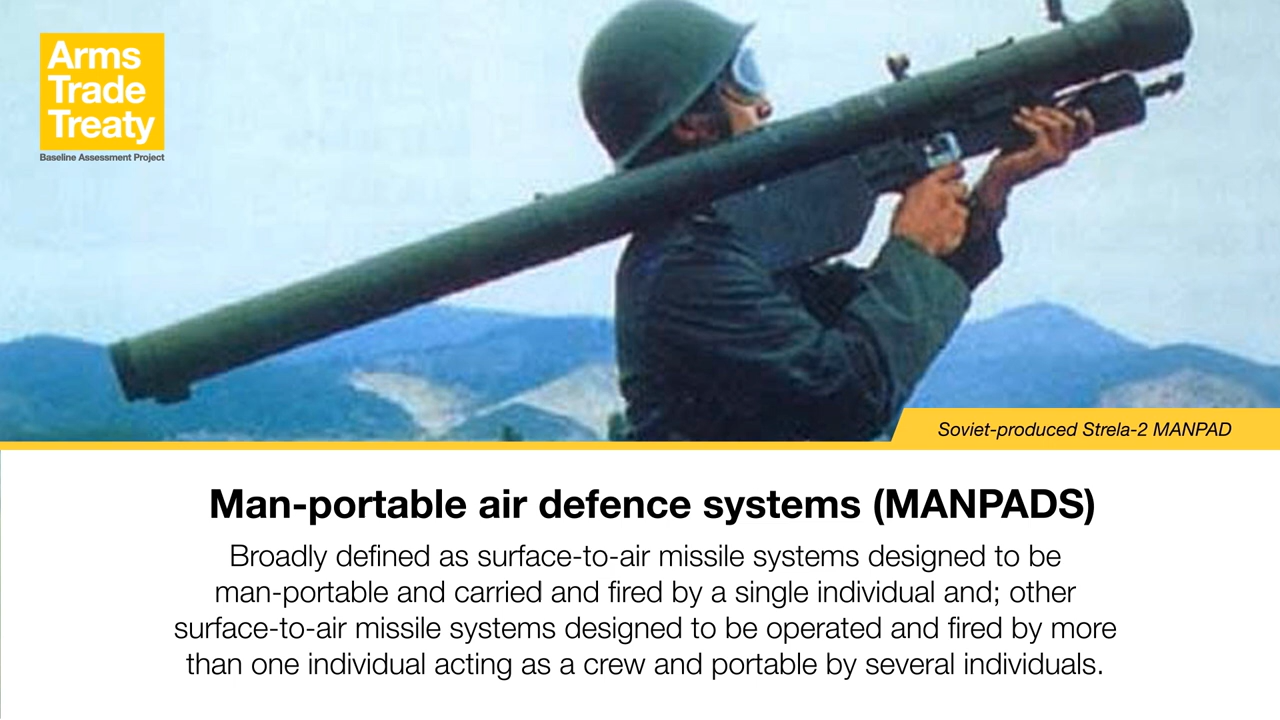 Arms
Trade
Treaty
Baseline Assessment Project
Soviet-produced Strela-2 MANPAD
Man-portable air defence systems (MANPADS)
Broadly defined as surface-to-air missile systems designed to be
man-portable and carried and fired by a single individual and; other
surface-to-air missile systems designed to be operated and fired by more
than one individual acting as a crew and portable by several individuals.